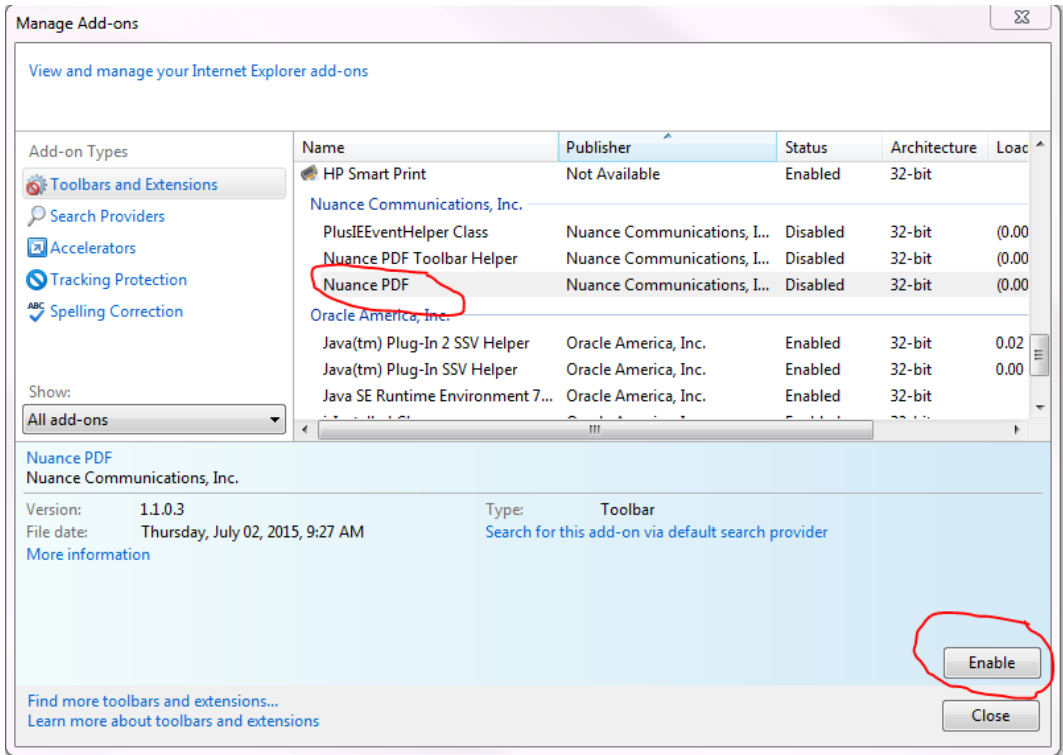 Manage Add-ons
View and manage your Internet Explorer add-ons
Add-on Types
Toolbars and Extensions
Search Providers
Accelerators
Tracking Protection
ABC Spelling Correction
Show:
All add-ons
Name Publisher Status Architecture Load
HP Smart Print Not Available Enabled 32-bit
Nuance Communications, Inc.
PlusIEEventHelper Class Nuance Communications, I... Disabled 32-bit (0.00
Nuance PDF Toolbar Helper Nuance Communications, I... Disabled 32-bit (0.00
Nuance PDF Nuance Communications, I... Disabled 32-bit (0.00
Oracle America, Inc.
Java(tm) Plug-In 2 SSV Helper Oracle America, Inc. Enabled 32-bit 0.02
Java(tm) Plug-In SSV Helper Oracle America, Inc. Enabled 32-bit 0.00
Java SE Runtime Environment 7... Oracle America, Inc. Enabled 32-bit
Nuance PDF
Nuance Communications, Inc.
Version: 1.1.0.3 Type: Toolbar
File date: Thursday, July 02, 2015, 9:27 AM Search for this add-on via default search provider
More information
Enable
Find more toolbars and extensions...
Learn more about toolbars and extensions
Close